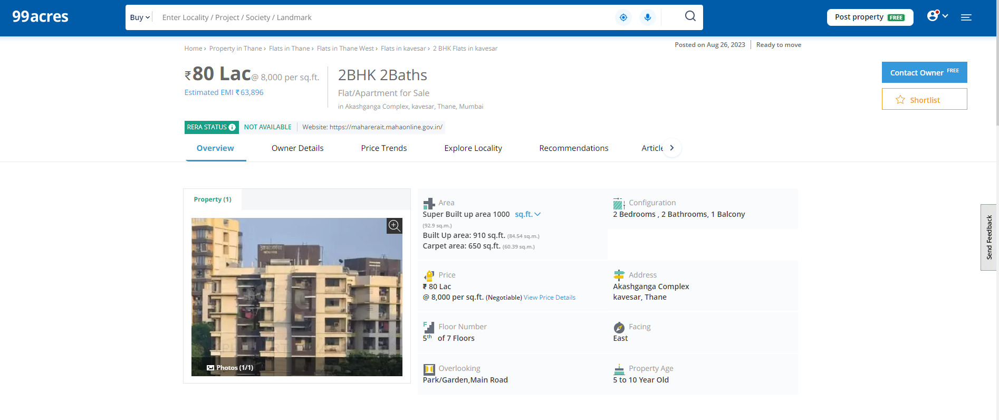 99acres
Buy
Enter Locality / Project / Society / Landmark
Post property FREE
Home › Property in Thane › Flats in Thane › Flats in Thane West › Flats in kavesar › 2 BHK Flats in kavesar
Posted on Aug 26, 2023 | Ready to move
₹ 80 Lac @ 8,000 per sq.ft.
Estimated EMI ₹ 63,896
2BHK 2Baths
Flat/Apartment for Sale
in Akashganga Complex, kavesar, Thane, Mumbai
Contact Owner FREE
Shortlist
RERA STATUS NOT AVAILABLE | Website: https://maharerait.mahaonline.gov.in/
Overview Owner Details Price Trends Explore Locality Recommendations Article
Property (1)
Photos (1/1)
Area
Super Built up area 1000 sq.ft.
(92.9 sq.m.)
Built Up area: 910 sq.ft. (84.54 sq.m.)
Carpet area: 650 sq.ft. (60.39 sq.m.)
Configuration
2 Bedrooms , 2 Bathrooms, 1 Balcony
Price
₹ 80 Lac
@ 8,000 per sq.ft. (Negotiable) View Price Details
Address
Akashganga Complex
kavesar, Thane
Floor Number
5th of 7 Floors
Facing
East
Overlooking
Park/Garden,Main Road
Property Age
5 to 10 Year Old
Send Feedback